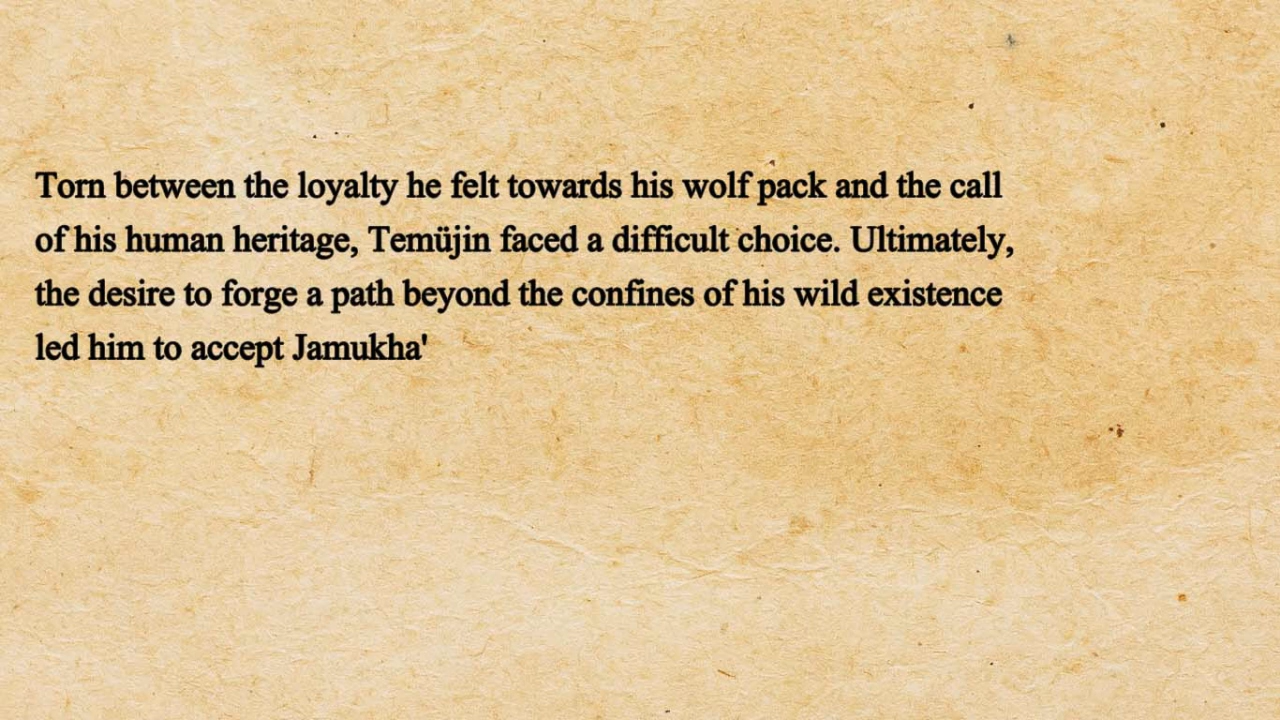 Torn between the loyalty he felt towards his wolf pack and the call
of his human heritage, Temüjin faced a difficult choice. Ultimately,
the desire to forge a path beyond the confines of his wild existence
led him to accept Jamukha'